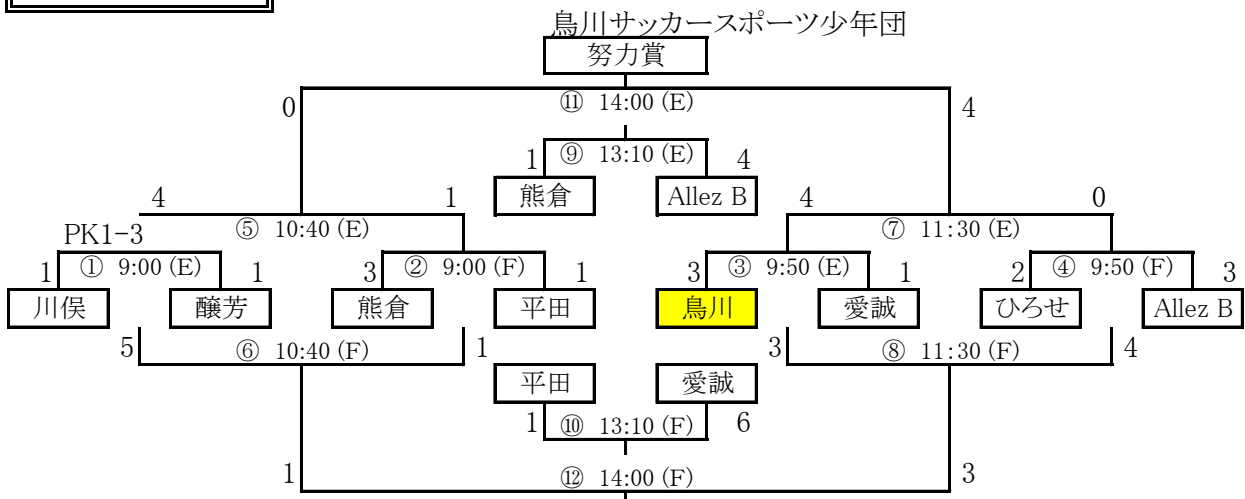 鳥川サッカースポーツ少年団
努力賞
0 ⑪ 14:00 (E) 4
1 ⑨ 13:10 (E) 4
熊倉 Allez B
4 1 4 0
⑤ 10:40 (E) ⑦ 11:30 (E)
PK1-3
1 ① 9:00 (E) 1 3 ② 9:00 (F) 1 3 ③ 9:50 (E) 1 2 ④ 9:50 (F) 3
川俣 醸芳 熊倉 平田 鳥川 愛誠 ひろせ Allez B
5 ⑥ 10:40 (F) 1 3 ⑧ 11:30 (F) 4
平田 愛誠
1 ⑩ 13:10 (F) 6
1 ⑫ 14:00 (F) 3